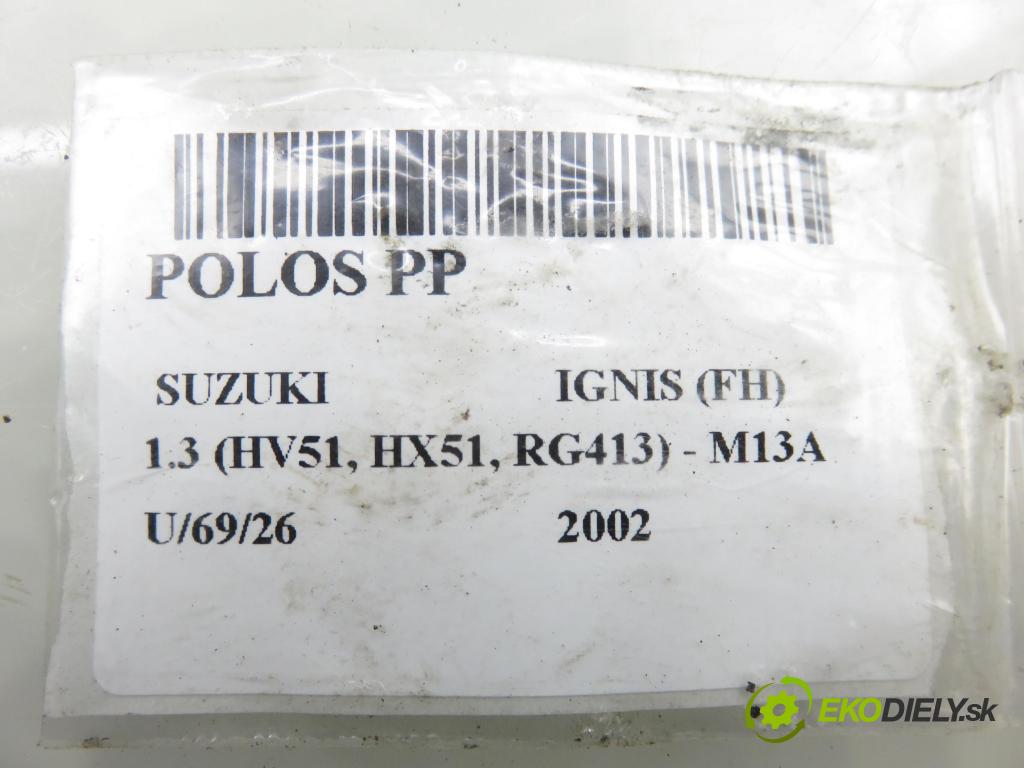 POLOS PP
SUZUKI IGNIS (FH)
1.3 (HV51, HX51, RG413) - M13A
U/69/26 2002
EKODIELY.sk